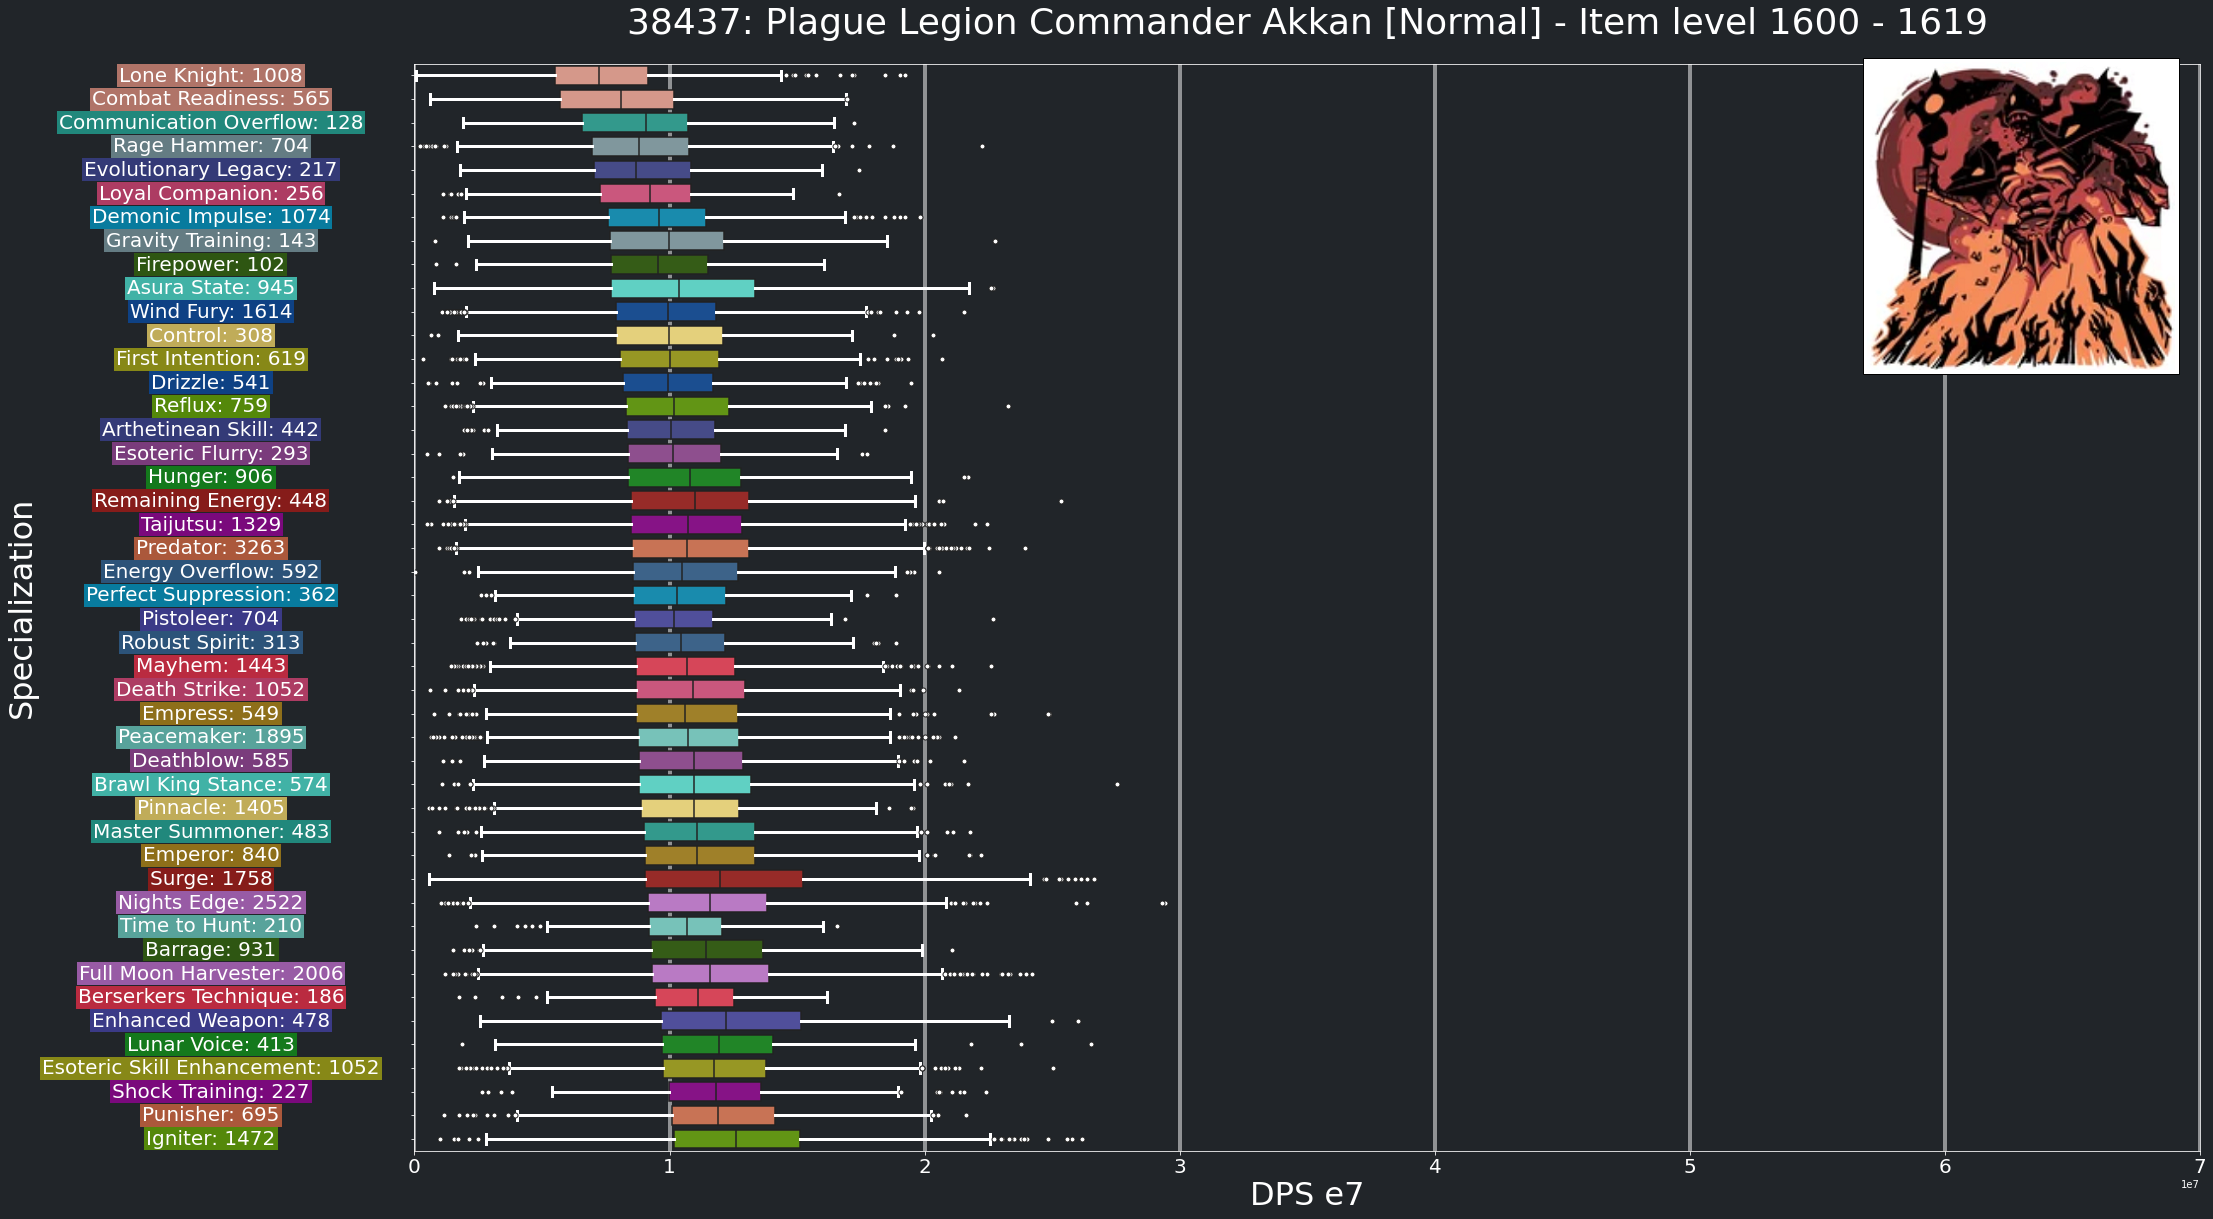 38437: Plague Legion Commander Akkan [Normal] - Item level 1600 - 1619
Lone Knight: 1008
Combat Readiness: 565
Communication Overflow: 128
Rage Hammer: 704
Evolutionary Legacy: 217
Loyal Companion: 256
Demonic Impulse: 1074
Gravity Training: 143
Firepower: 102
Asura State: 945
Wind Fury: 1614
Control: 308
First Intention: 619
Drizzle: 541
Reflux: 759
Arthetinean Skill: 442
Esoteric Flurry: 293
Hunger: 906
Remaining Energy: 448
Taijutsu: 1329
Predator: 3263
Energy Overflow: 592
Perfect Suppression: 362
Pistoleer: 704
Robust Spirit: 313
Mayhem: 1443
Death Strike: 1052
Empress: 549
Peacemaker: 1895
Deathblow: 585
Brawl King Stance: 574
Pinnacle: 1405
Master Summoner: 483
Emperor: 840
Surge: 1758
Nights Edge: 2522
Time to Hunt: 210
Barrage: 931
Full Moon Harvester: 2006
Berserkers Technique: 186
Enhanced Weapon: 478
Lunar Voice: 413
Esoteric Skill Enhancement: 1052
Shock Training: 227
Punisher: 695
Igniter: 1472
Specialization
0 1 2 3 4 5 6 7
1e7
DPS e7